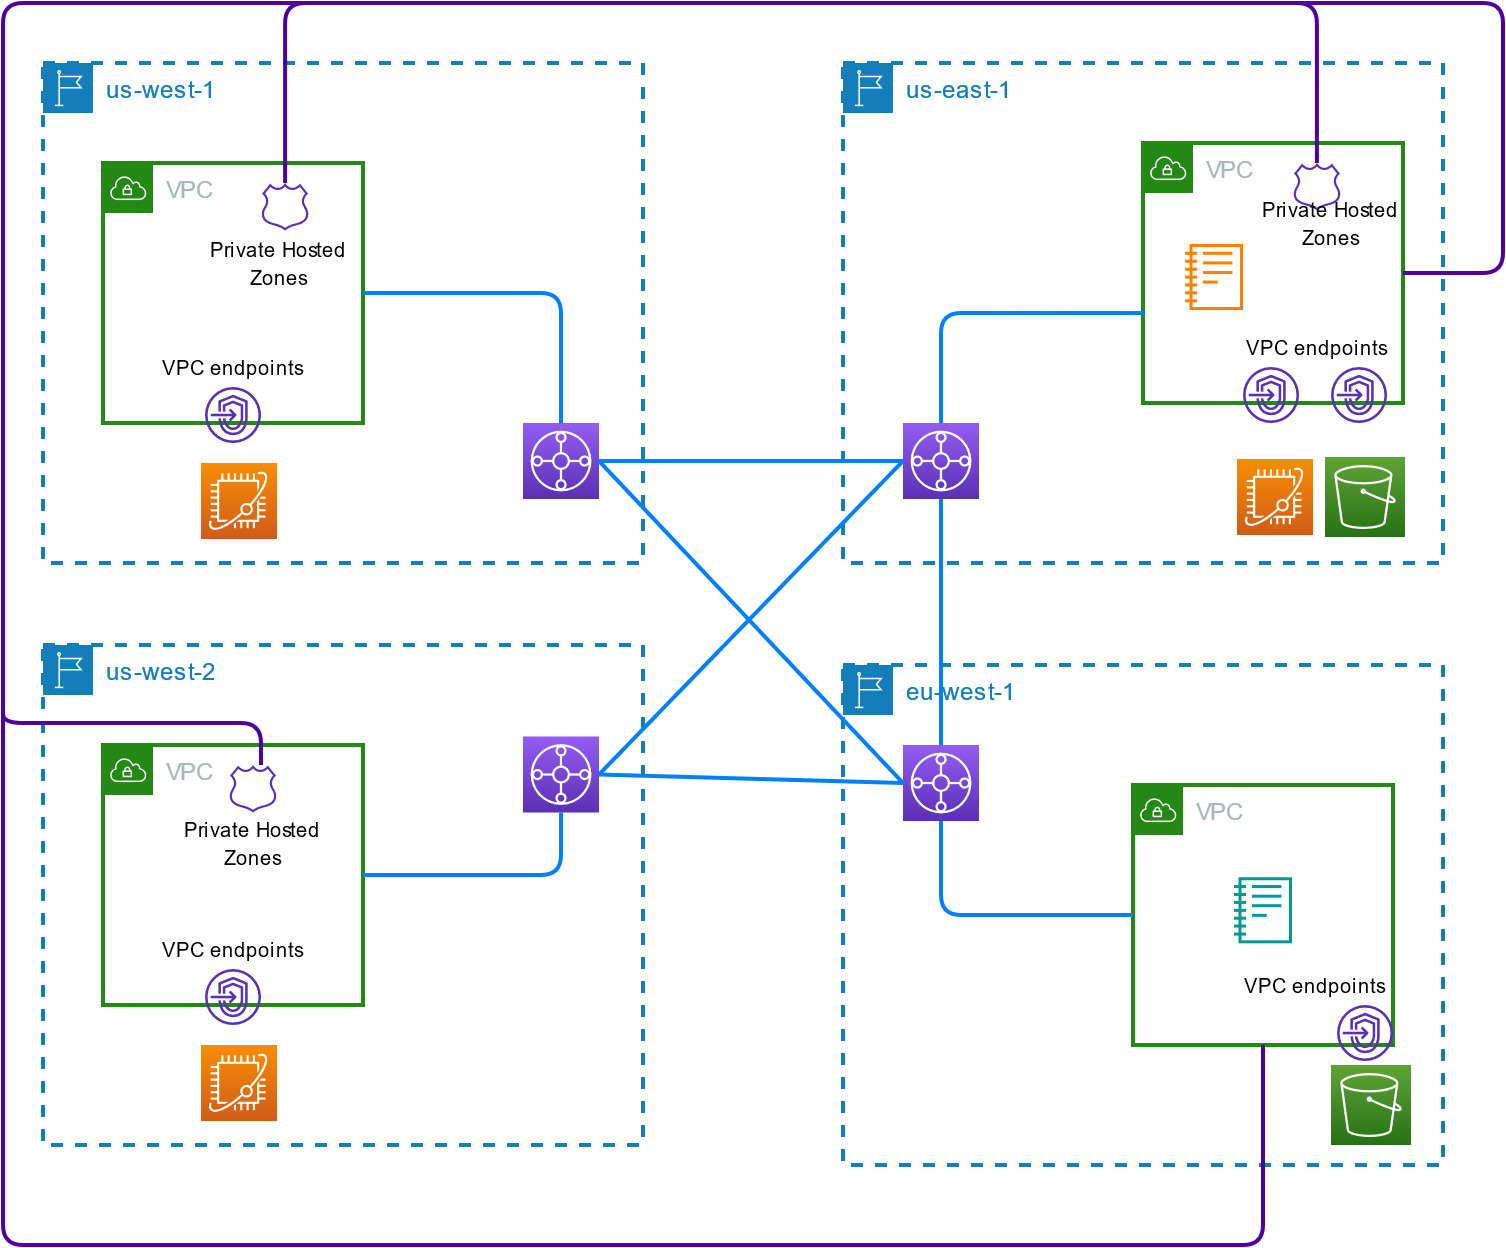 us-west-1
VPC
Private Hosted
Zones
VPC endpoints
us-east-1
VPC
Private Hosted
Zones
VPC endpoints
us-west-2
VPC
Private Hosted
Zones
VPC endpoints
eu-west-1
VPC
VPC endpoints